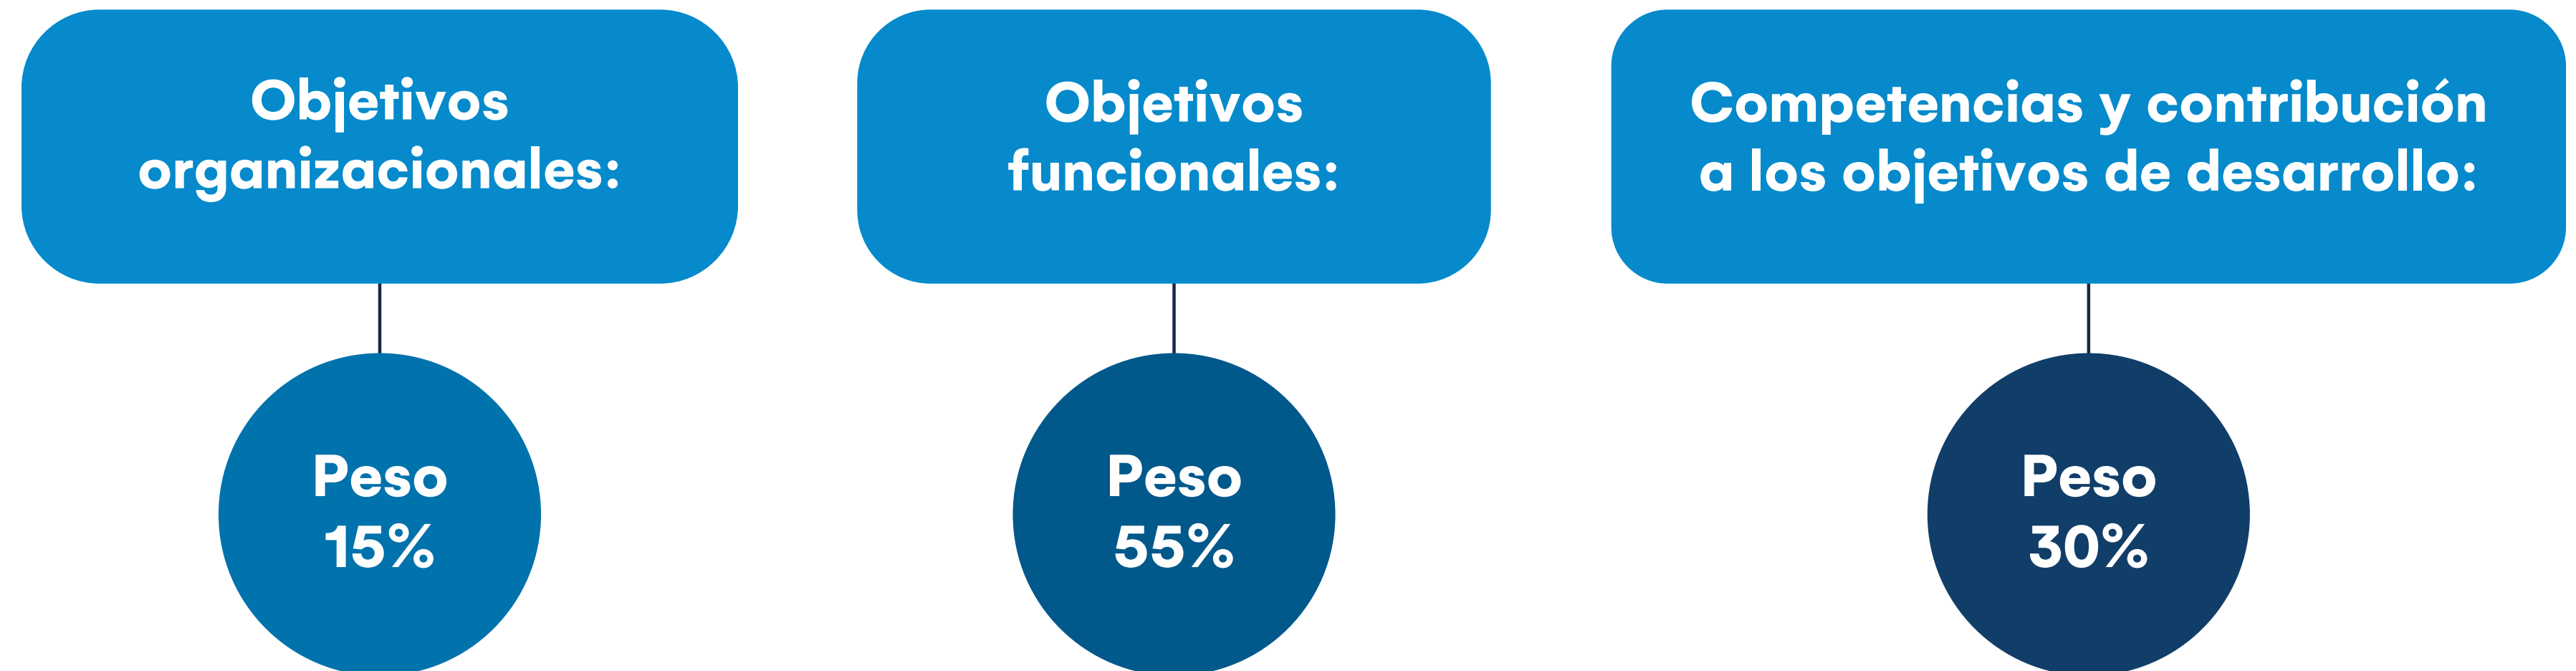 Objetivos
organizacionales:
Peso
15%
Objetivos
funcionales:
Peso
55%
Competencias y contribución
a los objetivos de desarrollo:
Peso
30%